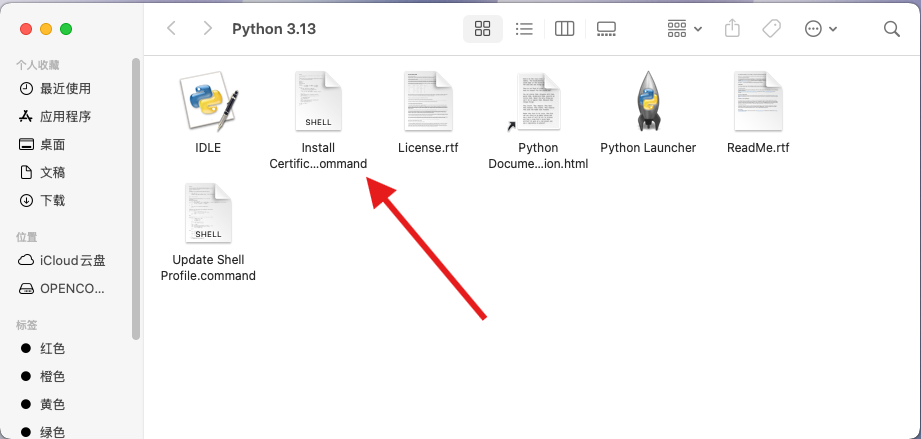 Python 3.13
个人收藏
最近使用
应用程序
桌面
文稿
下载
位置
iCloud云盘
OPENCO...
标签
红色
橙色
黄色
绿色
SHELL
IDLE
Install
Certific...ommand
License.rtf
Python
Docume...ion.html
Python Launcher
ReadMe.rtf
SHELL
Update Shell
Profile.command